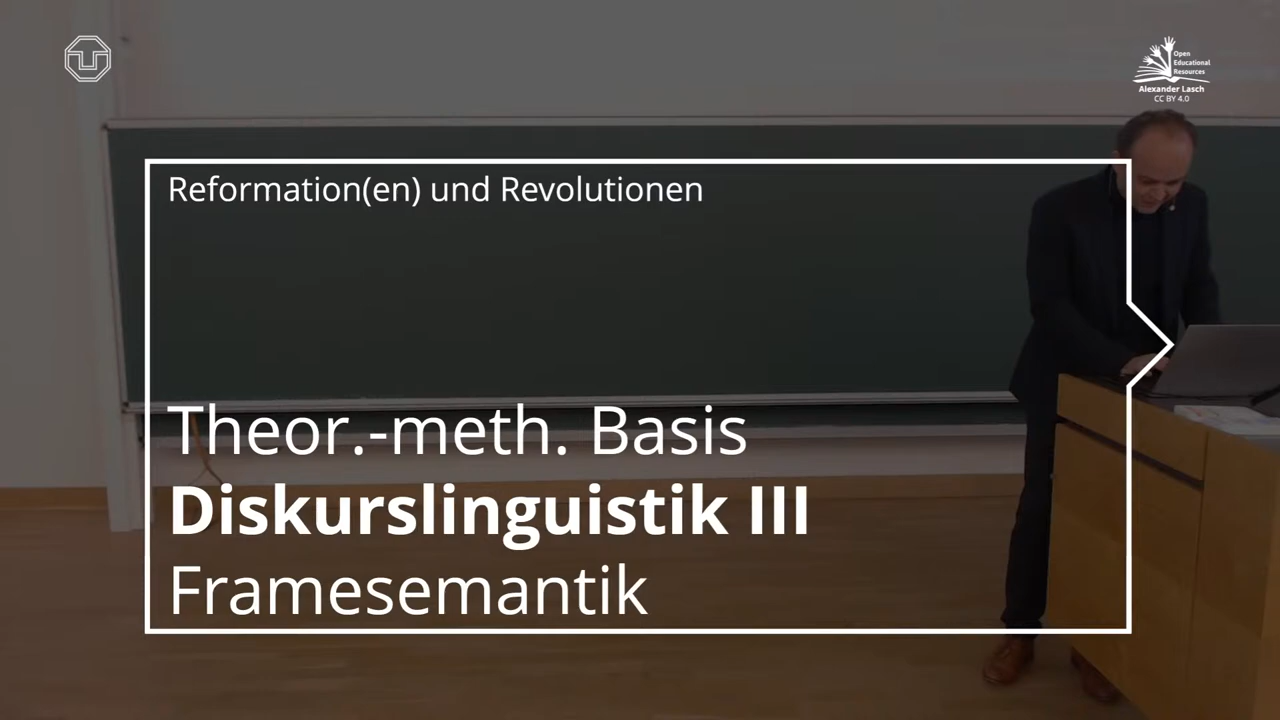 Open
Educational
Resources
Alexander Lasch
CC BY 4.0
Reformation(en) und Revolutionen
Theor.-meth. Basis
Diskurslinguistik III
Framesemantik